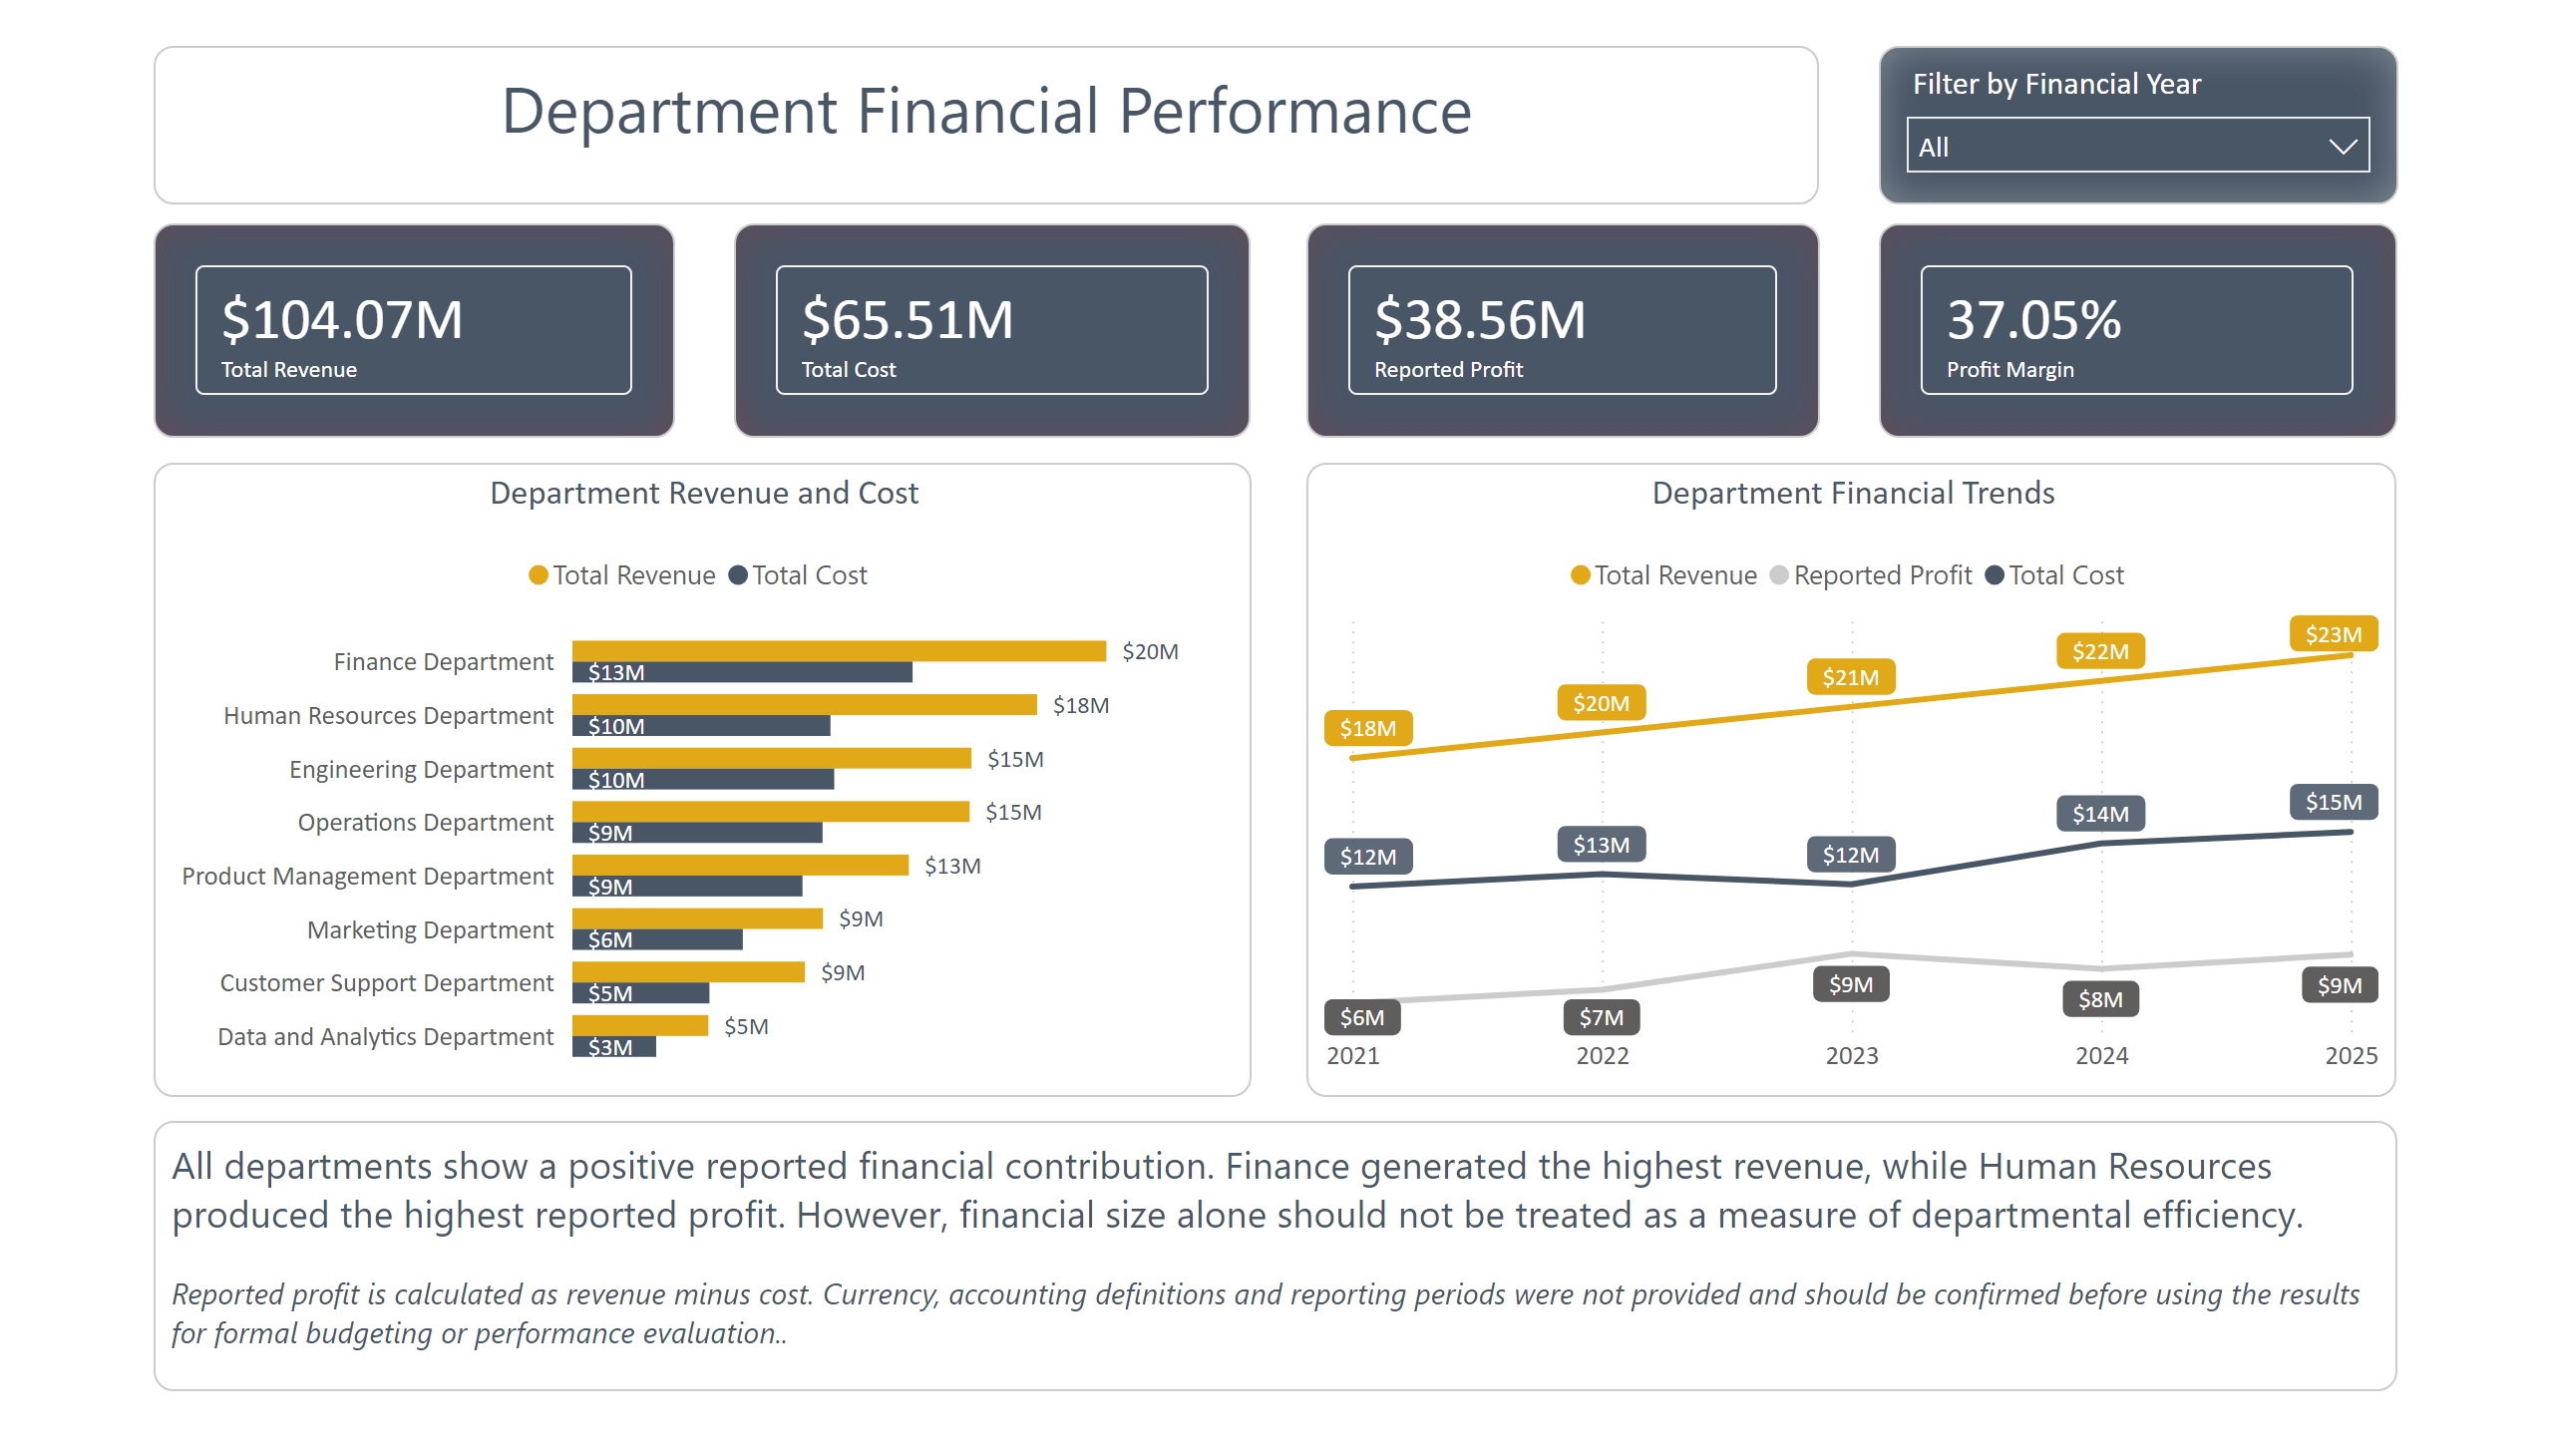 Department Financial Performance
Filter by Financial Year
All
$104.07M
Total Revenue
$65.51M
Total Cost
$38.56M
Reported Profit
37.05%
Profit Margin
Department Revenue and Cost
Total Revenue Total Cost
Finance Department $20M
$13M
Human Resources Department $18M
$10M
Engineering Department $15M
$10M
Operations Department $15M
$9M
Product Management Department $13M
$9M
Marketing Department $9M
$6M
Customer Support Department $9M
$5M
Data and Analytics Department $5M
$3M
Department Financial Trends
Total Revenue Reported Profit Total Cost
$18M $20M $21M $22M $23M
$12M $13M $12M $14M $15M
$6M $7M $9M $8M $9M
2021 2022 2023 2024 2025
All departments show a positive reported financial contribution. Finance generated the highest revenue, while Human Resources
produced the highest reported profit. However, financial size alone should not be treated as a measure of departmental efficiency.
Reported profit is calculated as revenue minus cost. Currency, accounting definitions and reporting periods were not provided and should be confirmed before using the results
for formal budgeting or performance evaluation..